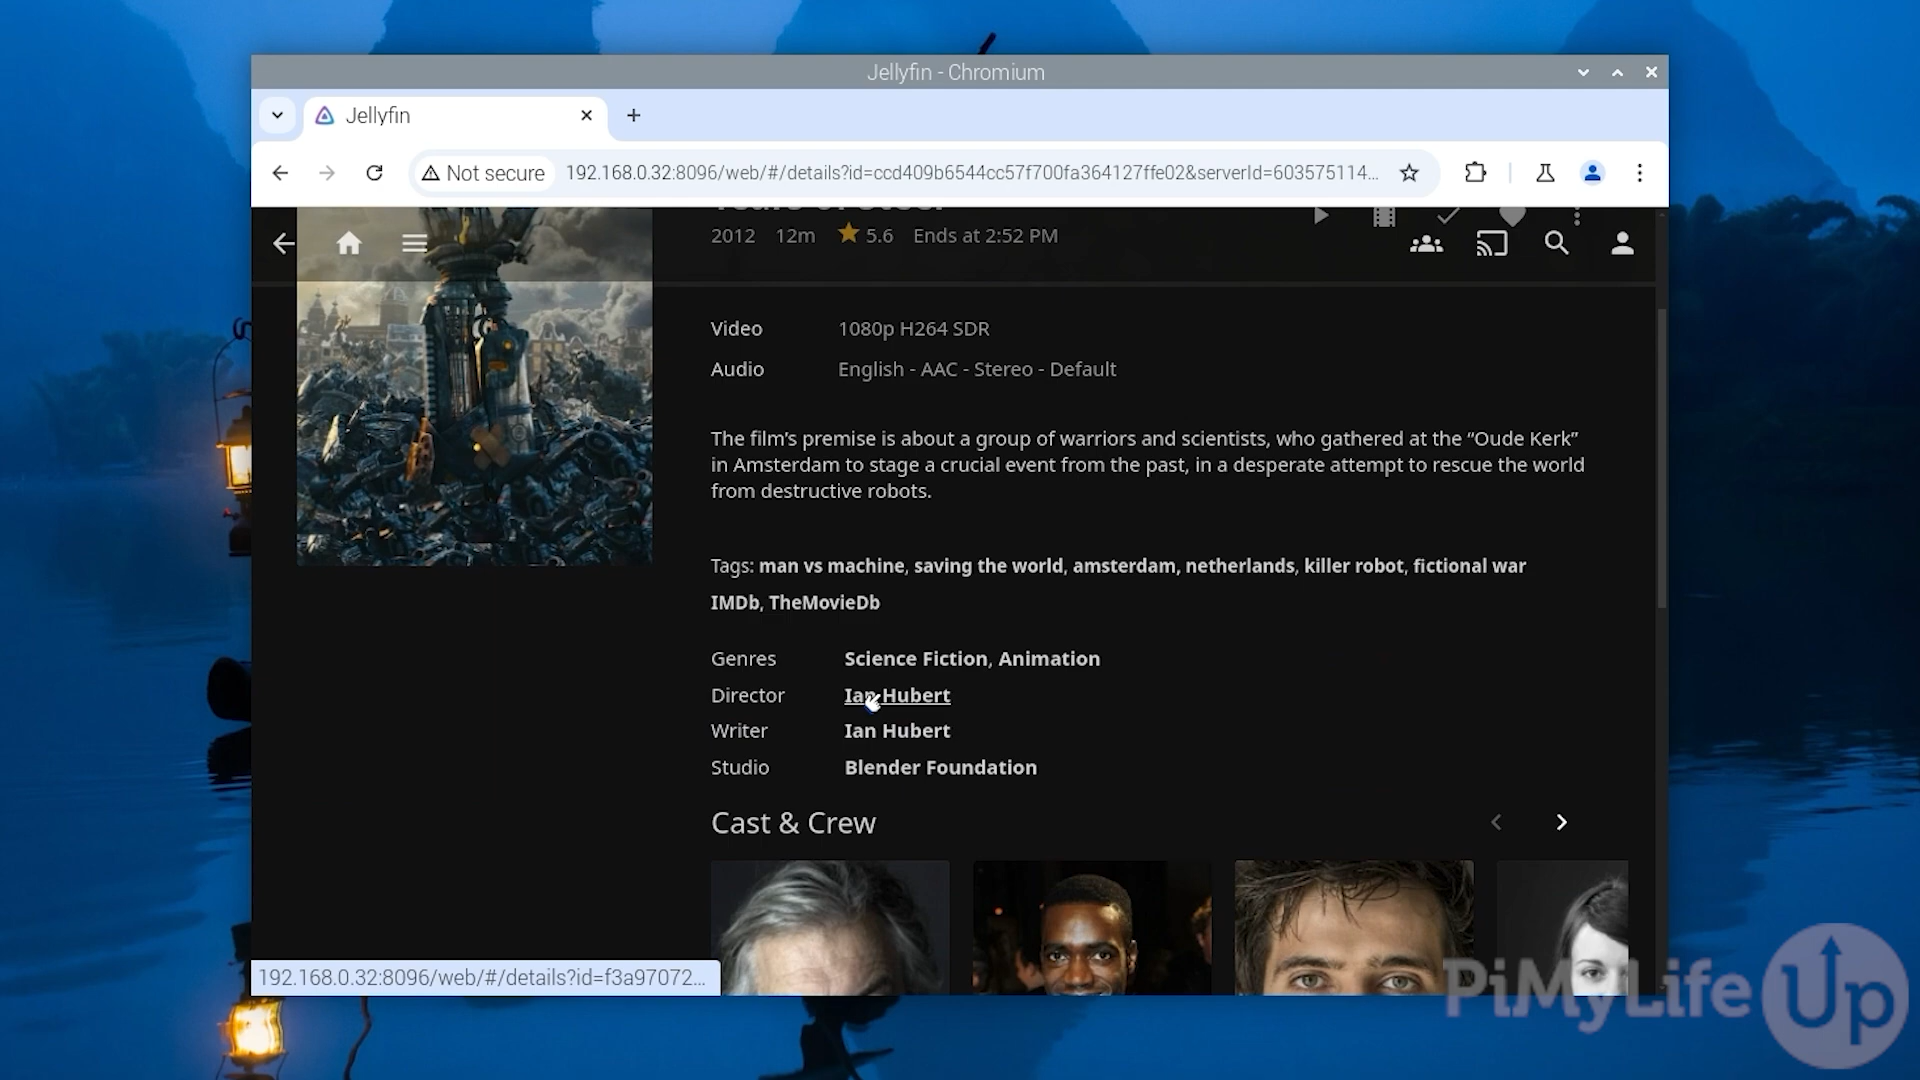 Jellyfin - Chromium
Jellyfin
Not secure
192.168.0.32:8096/web/#/details?id=ccd409b6544cc57f700fa364127ffe02&serverId=603575114...
2012 12m 5.6 Ends at 2:52 PM
Video 1080p H264 SDR
Audio English - AAC - Stereo - Default
The film’s premise is about a group of warriors and scientists, who gathered at the “Oude Kerk”
in Amsterdam to stage a crucial event from the past, in a desperate attempt to rescue the world
from destructive robots.
Tags: man vs machine, saving the world, amsterdam, netherlands, killer robot, fictional war
IMDb, TheMovieDb
Genres Science Fiction, Animation
Director Ian Hubert
Writer Ian Hubert
Studio Blender Foundation
Cast & Crew
192.168.0.32:8096/web/#/details?id=f3a97072...
PiMyLifeUp